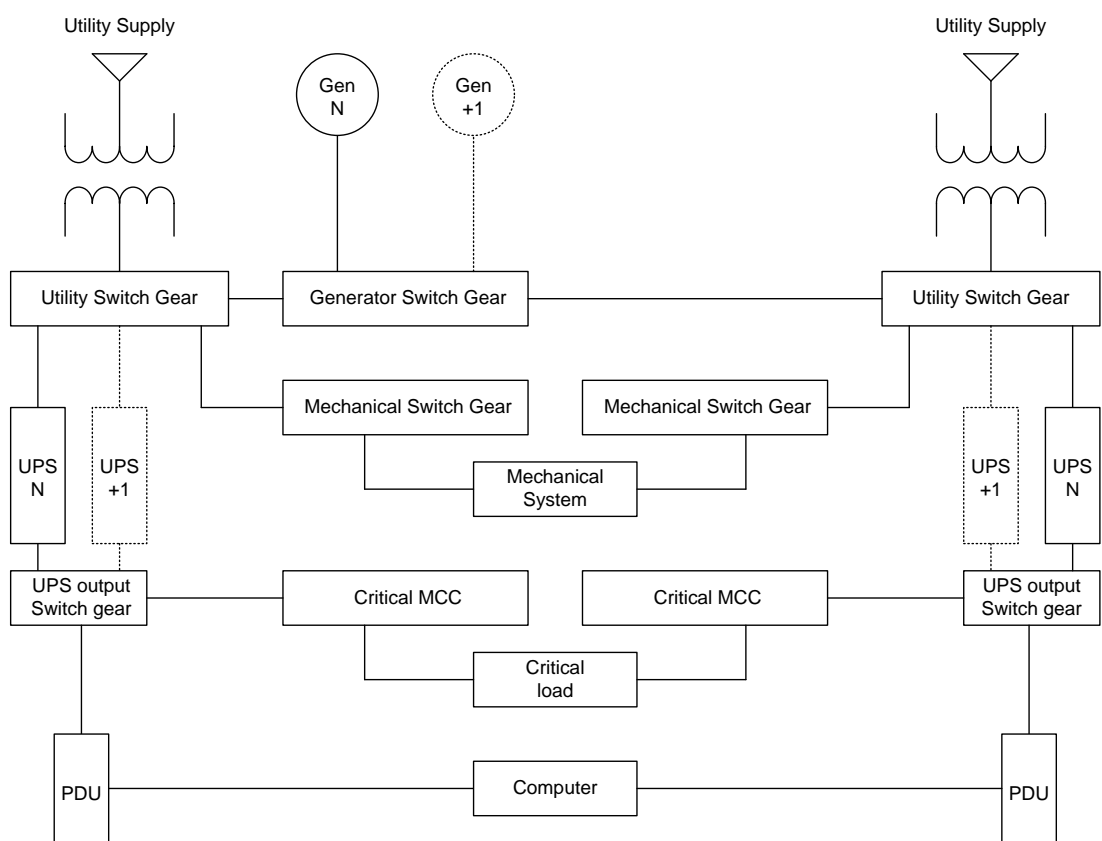 Utility Supply
Utility Supply
Gen
N
Gen
+1
Utility Switch Gear
Generator Switch Gear
Utility Switch Gear
Mechanical Switch Gear
Mechanical Switch Gear
UPS
N
UPS
+1
Mechanical
System
UPS
+1
UPS
N
UPS output
Switch gear
Critical MCC
Critical MCC
UPS output
Switch gear
Critical
load
PDU
Computer
PDU